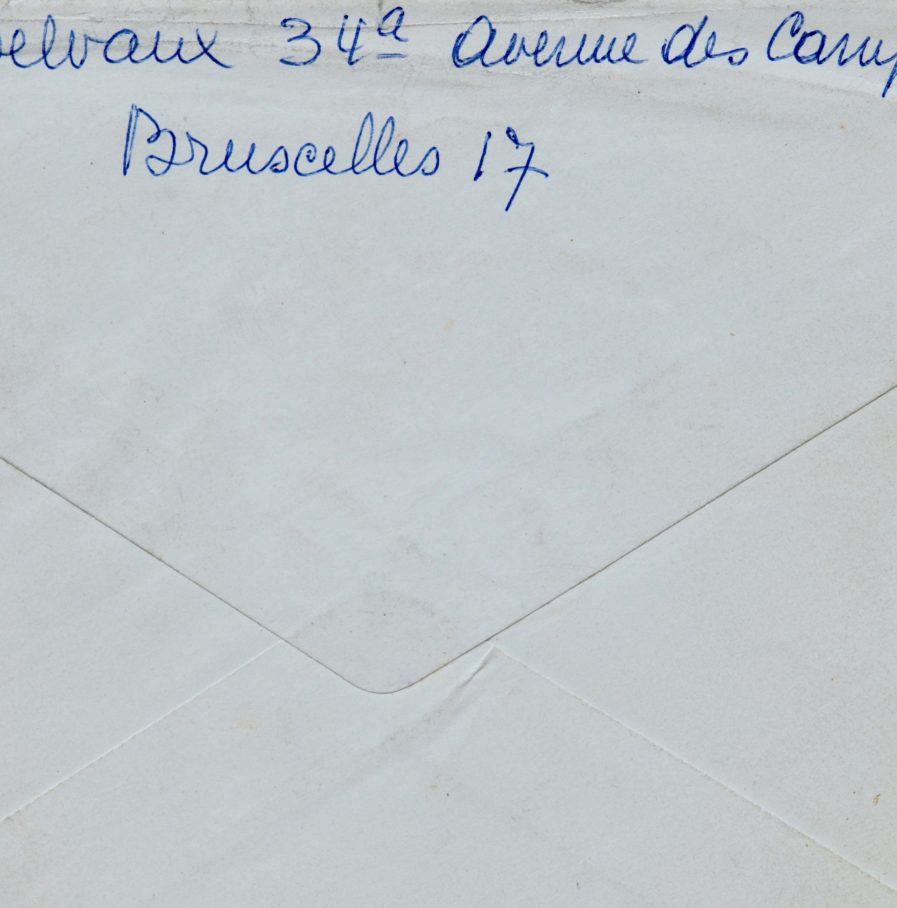 elvaux 34a avenue des Camp
Bruscelles 17